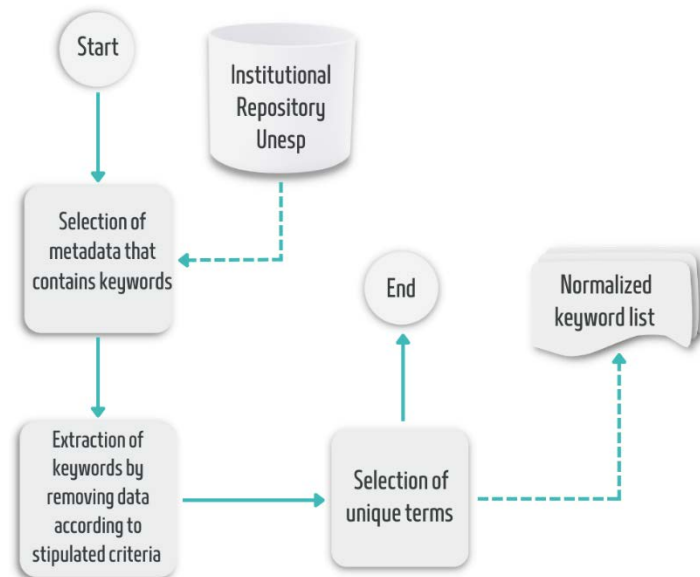 Start
Institutional
Repository
Unesp
Selection of
metadata that
contains keywords
End
Normalized
keyword list
Extraction of
keywords by
removing data
according to
stipulated criteria
Selection of
unique terms